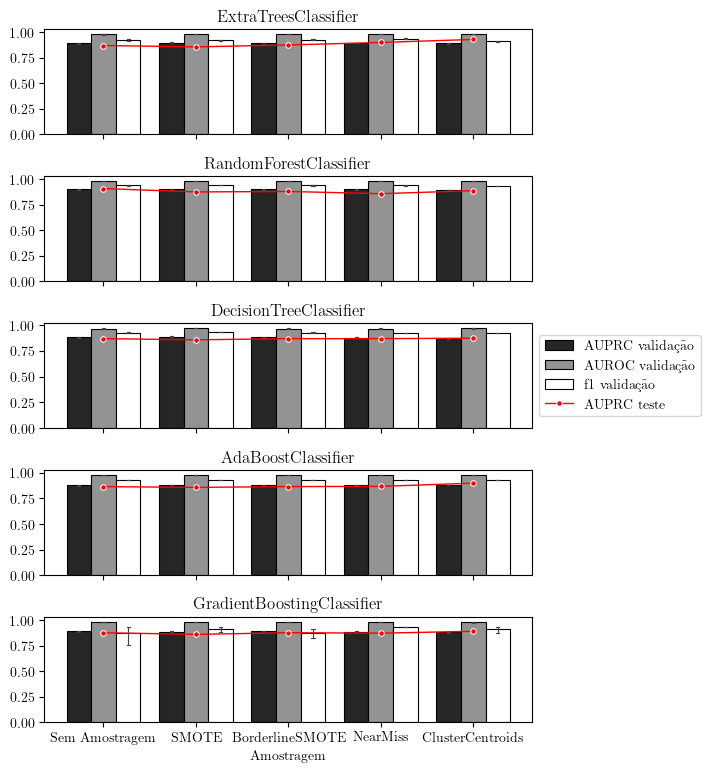 ExtraTreesClassifier
1.00
0.75
0.50
0.25
0.00
RandomForestClassifier
1.00
0.75
0.50
0.25
0.00
DecisionTreeClassifier
1.00
0.75
0.50
0.25
0.00
AUPRC validação
AUROC validação
f1 validação
AUPRC teste
AdaBoostClassifier
1.00
0.75
0.50
0.25
0.00
GradientBoostingClassifier
1.00
0.75
0.50
0.25
0.00
Sem Amostragem SMOTE BorderlineSMOTE NearMiss ClusterCentroids
Amostragem